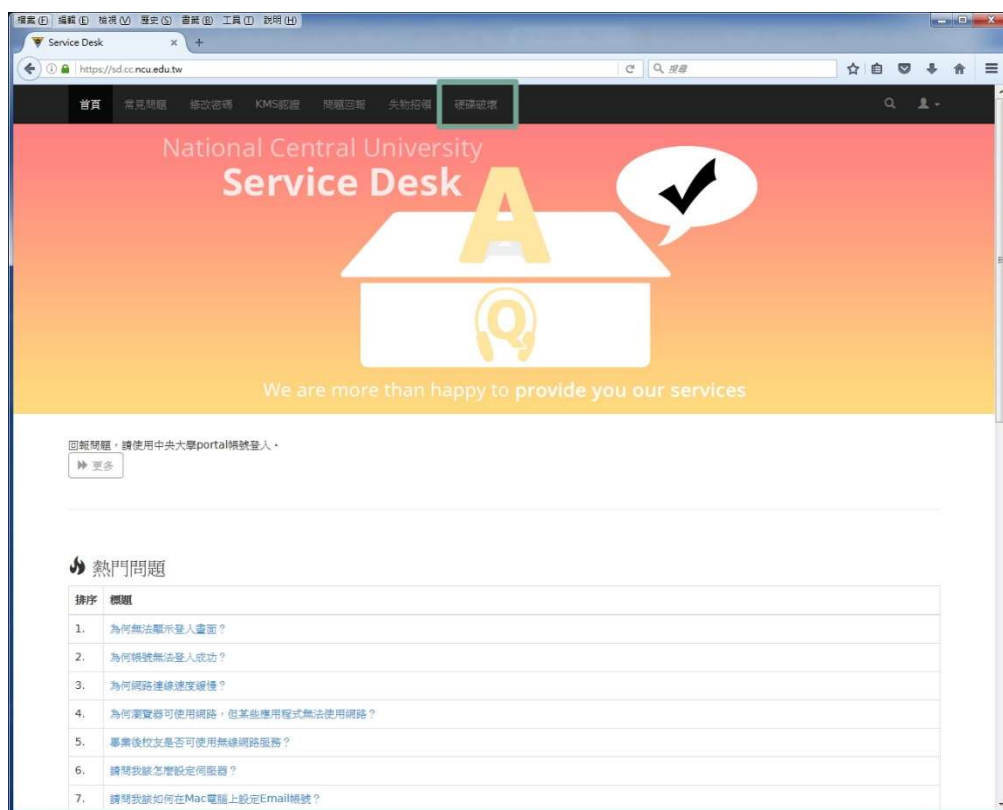 檔案(F) 編輯(E) 檢視(V) 歷史(S) 書籤(B) 工具(T) 說明(H)
Service Desk × +
https://sd.cc.ncu.edu.tw 搜尋
首頁 常見問題 修改密碼 KMS認證 問題回報 失物招領 硬碟破壞
National Central University
Service Desk
A
Q
We are more than happy to provide you our services
回報問題，請使用中央大學portal帳號登入。
更多
熱門問題
排序 標題
1. 為何無法顯示登入畫面？
2. 為何帳號無法登入成功？
3. 為何網路連線速度緩慢？
4. 為何瀏覽器可使用網路，但某些應用程式無法使用網路？
5. 畢業後校友是否可使用無線網路服務？
6. 請問我該怎麼設定伺服器？
7. 請問我該如何在Mac電腦上設定Email帳號？